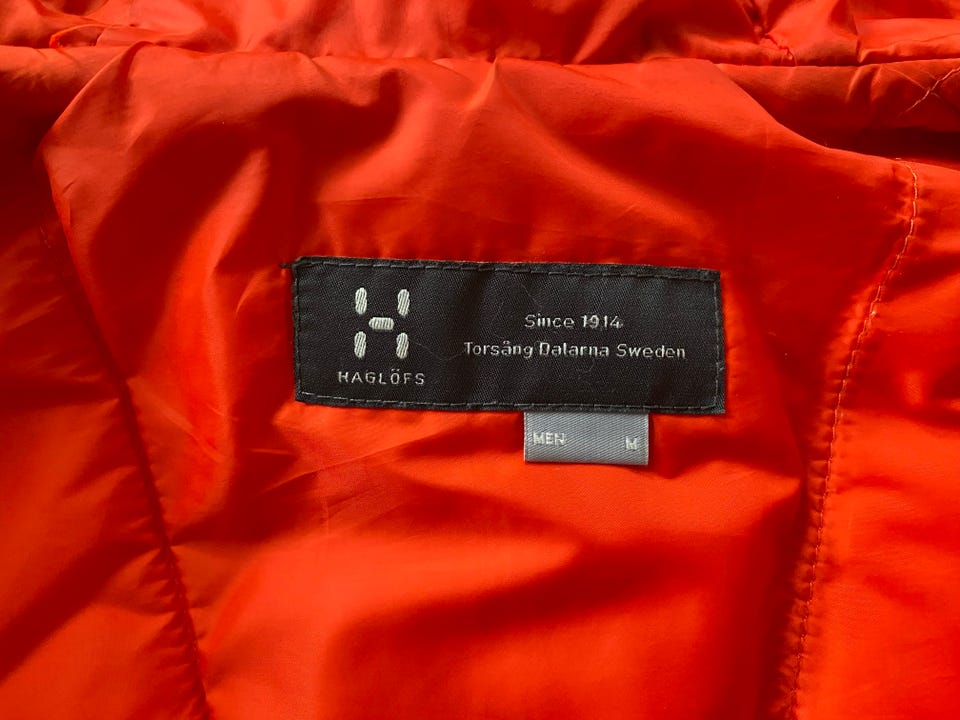 HAGLÖFS
Since 1914
Torsång Dalarna Sweden
MEN M